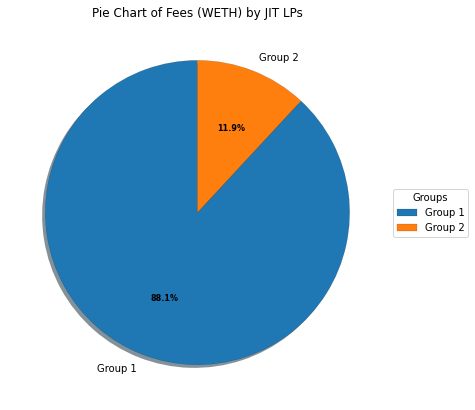 Pie Chart of Fees (WETH) by JIT LPs
Group 2
11.9%
Groups
Group 1
Group 2
88.1%
Group 1